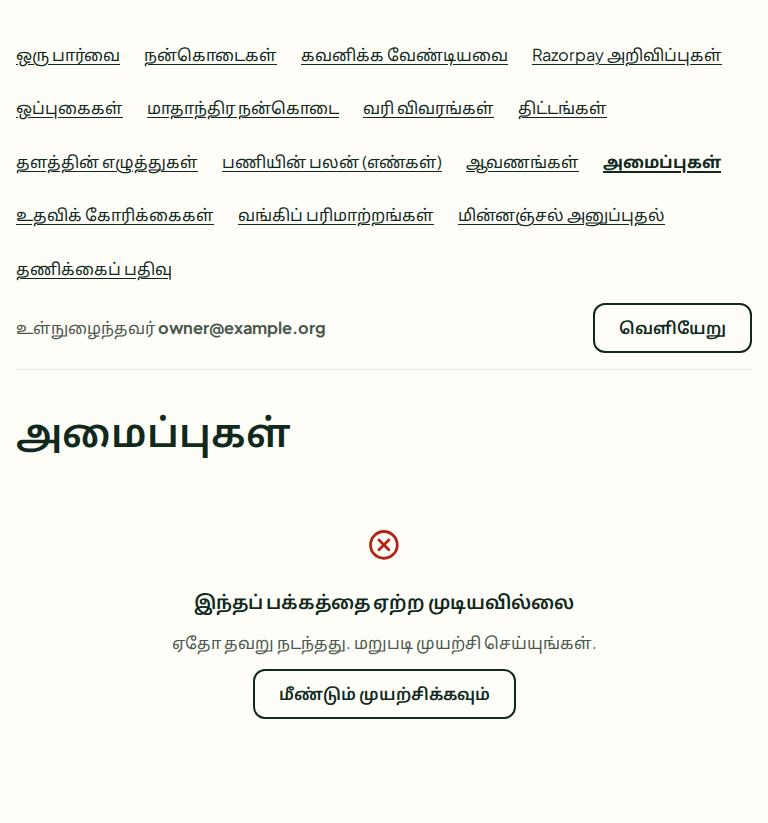 ஒரு பார்வை நன்கொடைகள் கவனிக்க வேண்டியவை Razorpay அறிவிப்புகள்
ஒப்புகைகள் மாதாந்திர நன்கொடை வரி விவரங்கள் திட்டங்கள்
தளத்தின் எழுத்துகள் பணியின் பலன் (எண்கள்) ஆவணங்கள் அமைப்புகள்
உதவிக் கோரிக்கைகள் வங்கிப் பரிமாற்றங்கள் மின்னஞ்சல் அனுப்புதல்
தணிக்கைப் பதிவு
உள்நுழைந்தவர் owner@example.org வெளியேறு
அமைப்புகள்
இந்தப் பக்கத்தை ஏற்ற முடியவில்லை
ஏதோ தவறு நடந்தது. மறுபடி முயற்சி செய்யுங்கள்.
மீண்டும் முயற்சிக்கவும்